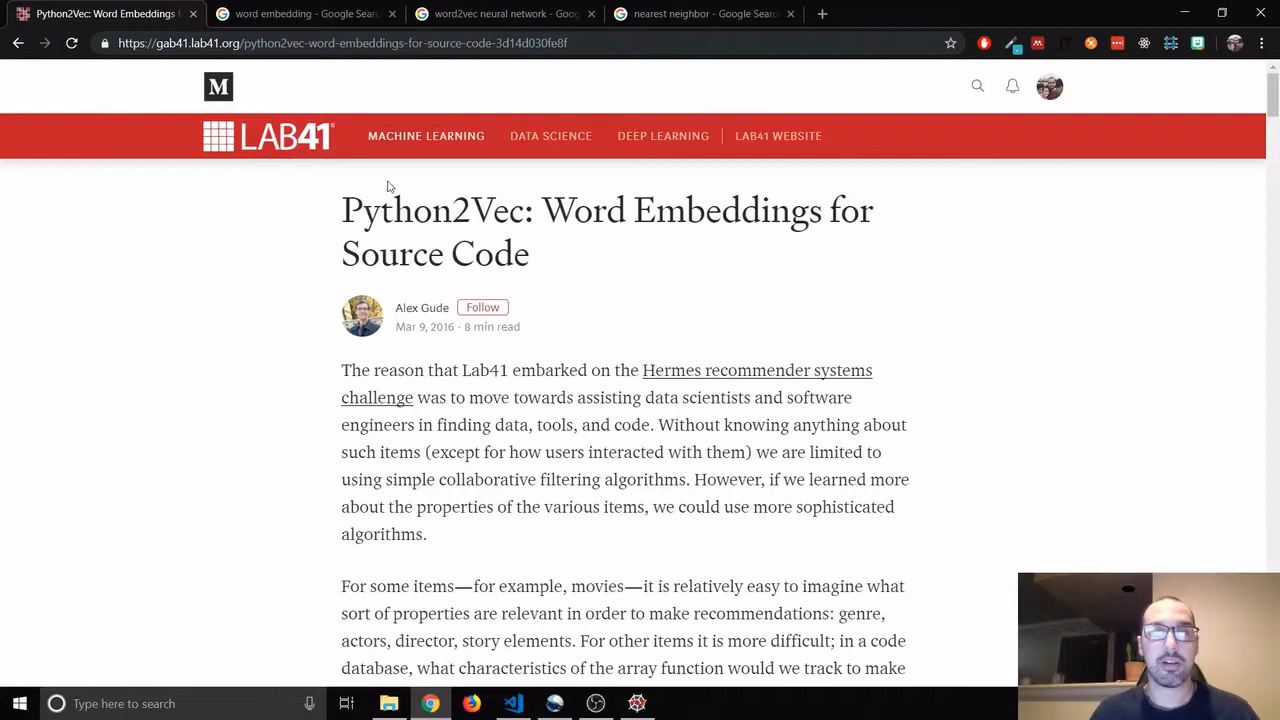 Python2Vec: Word Embeddings f
word embedding - Google Searc
word2vec neural network - Goog
nearest neighbor - Google Searc
https://gab41.lab41.org/python2vec-word-embeddings-for-source-code-3d14d030fe8f
M
LAB41
MACHINE LEARNING
DATA SCIENCE
DEEP LEARNING
LAB41 WEBSITE
Python2Vec: Word Embeddings for
Source Code
Alex Gude
Follow
Mar 9, 2016 · 8 min read
The reason that Lab41 embarked on the Hermes recommender systems
challenge was to move towards assisting data scientists and software
engineers in finding data, tools, and code. Without knowing anything about
such items (except for how users interacted with them) we are limited to
using simple collaborative filtering algorithms. However, if we learned more
about the properties of the various items, we could use more sophisticated
algorithms.
For some items—for example, movies—it is relatively easy to imagine what
sort of properties are relevant in order to make recommendations: genre,
actors, director, story elements. For other items it is more difficult; in a code
database, what characteristics of the array function would we track to make
Type here to search